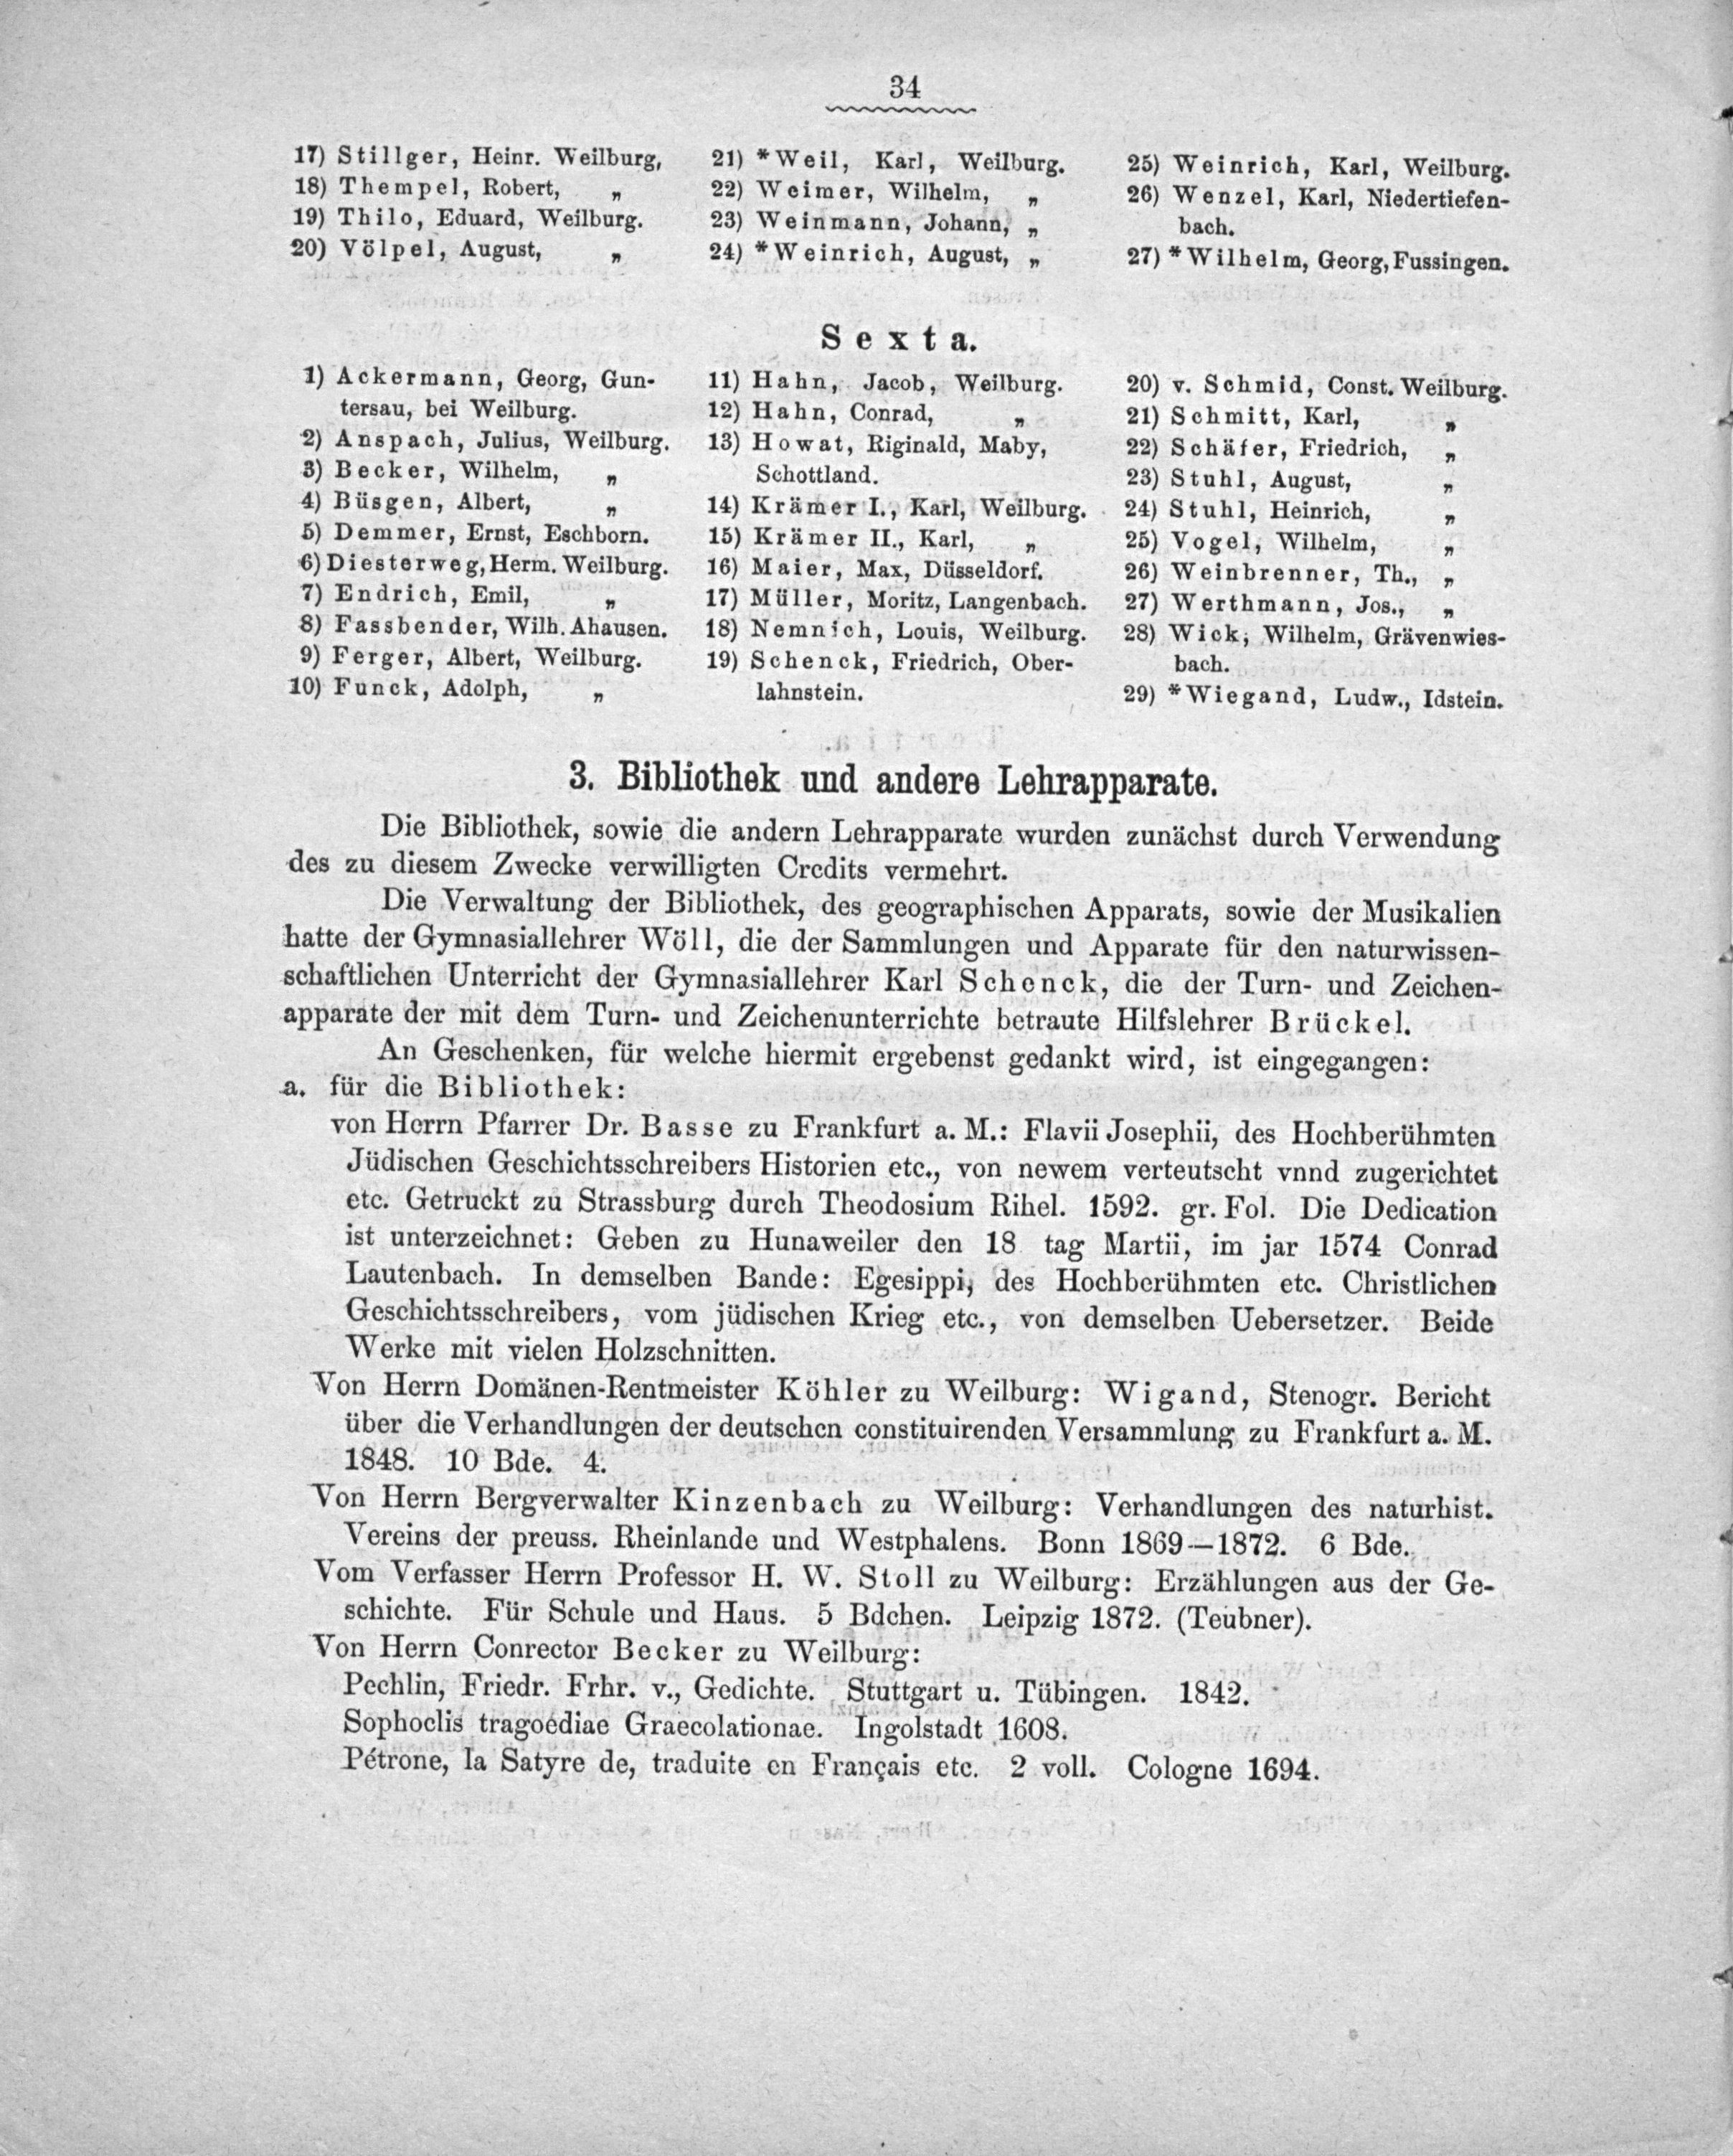 34
17) Stillger, Heinr. Weilburg,
18) Thempel, Robert, „
19) Thilo, Eduard, Weilburg.
20) Völpel, August, „
21) *Weil, Karl, Weilburg.
22) Weimer, Wilhelm, „
23) Weinmann, Johann, „
24) *Weinrich, August, „
25) Weinrich, Karl, Weilburg.
26) Wenzel, Karl, Niedertiefen-
bach.
27) *Wilhelm, Georg, Fussingen.
Sexta.
1) Ackermann, Georg, Gun-
tersau, bei Weilburg.
2) Anspach, Julius, Weilburg.
3) Becker, Wilhelm, „
4) Büsgen, Albert, „
5) Demmer, Ernst, Eschborn.
6) Diesterweg, Herm. Weilburg.
7) Endrich, Emil, „
8) Fassbender, Wilh. Ahausen.
9) Ferger, Albert, Weilburg.
10) Funck, Adolph, „
11) Hahn, Jacob, Weilburg.
12) Hahn, Conrad, „
13) Howat, Riginald, Maby,
Schottland.
14) Krämer I., Karl, Weilburg.
15) Krämer II., Karl, „
16) Maier, Max, Düsseldorf.
17) Müller, Moritz, Langenbach.
18) Nemnich, Louis, Weilburg.
19) Schenck, Friedrich, Ober-
lahnstein.
20) v. Schmid, Const. Weilburg.
21) Schmitt, Karl, „
22) Schäfer, Friedrich, „
23) Stuhl, August, „
24) Stuhl, Heinrich, „
25) Vogel, Wilhelm, „
26) Weinbrenner, Th., „
27) Werthmann, Jos., „
28) Wick, Wilhelm, Grävenwies-
bach.
29) *Wiegand, Ludw., Idstein.
3. Bibliothek und andere Lehrapparate.
Die Bibliothek, sowie die andern Lehrapparate wurden zunächst durch Verwendung
des zu diesem Zwecke verwilligten Credits vermehrt.
Die Verwaltung der Bibliothek, des geographischen Apparats, sowie der Musikalien
hatte der Gymnasiallehrer Wöll, die der Sammlungen und Apparate für den naturwissen-
schaftlichen Unterricht der Gymnasiallehrer Karl Schenck, die der Turn- und Zeichen-
apparate der mit dem Turn- und Zeichenunterrichte betraute Hilfslehrer Brückel.
An Geschenken, für welche hiermit ergebenst gedankt wird, ist eingegangen:
a. für die Bibliothek:
von Herrn Pfarrer Dr. Basse zu Frankfurt a. M.: Flavii Josephii, des Hochberühmten
Jüdischen Geschichtsschreibers Historien etc., von newem verteutscht vnnd zugerichtet
etc. Getruckt zu Strassburg durch Theodosium Rihel. 1592. gr. Fol. Die Dedication
ist unterzeichnet: Geben zu Hunaweiler den 18 tag Martii, im jar 1574 Conrad
Lautenbach. In demselben Bande: Egesippi, des Hochberühmten etc. Christlichen
Geschichtsschreibers, vom jüdischen Krieg etc., von demselben Uebersetzer. Beide
Werke mit vielen Holzschnitten.
Von Herrn Domänen-Rentmeister Köhler zu Weilburg: Wigand, Stenogr. Bericht
über die Verhandlungen der deutschen constituirenden Versammlung zu Frankfurt a. M.
1848. 10 Bde. 4.
Von Herrn Bergverwalter Kinzenbach zu Weilburg: Verhandlungen des naturhist.
Vereins der preuss. Rheinlande und Westphalens. Bonn 1869—1872. 6 Bde.
Vom Verfasser Herrn Professor H. W. Stoll zu Weilburg: Erzählungen aus der Ge-
schichte. Für Schule und Haus. 5 Bdchen. Leipzig 1872. (Teubner).
Von Herrn Conrector Becker zu Weilburg:
Pechlin, Friedr. Frhr. v., Gedichte. Stuttgart u. Tübingen. 1842.
Sophoclis tragoediae Graecolationae. Ingolstadt 1608.
Pétrone, la Satyre de, traduite en Français etc. 2 voll. Cologne 1694.